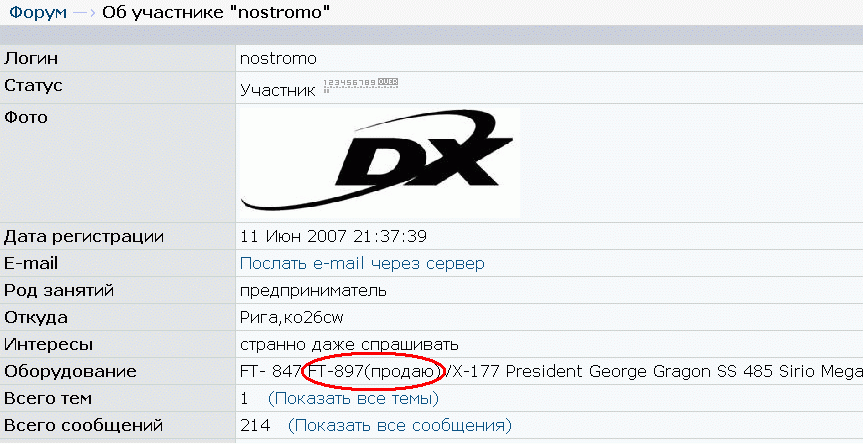 Форум —> Об участнике "nostromo"
Логин nostromo
Статус Участник 123456789 OVER
Фото DX
Дата регистрации 11 Июн 2007 21:37:39
E-mail Послать e-mail через сервер
Род занятий предприниматель
Откуда Рига,ко26cw
Интересы странно даже спрашивать
Оборудование FT- 847 FT-897(продаю) VX-177 President George Gragon SS 485 Sirio Mega
Всего тем 1 (Показать все темы)
Всего сообщений 214 (Показать все сообщения)